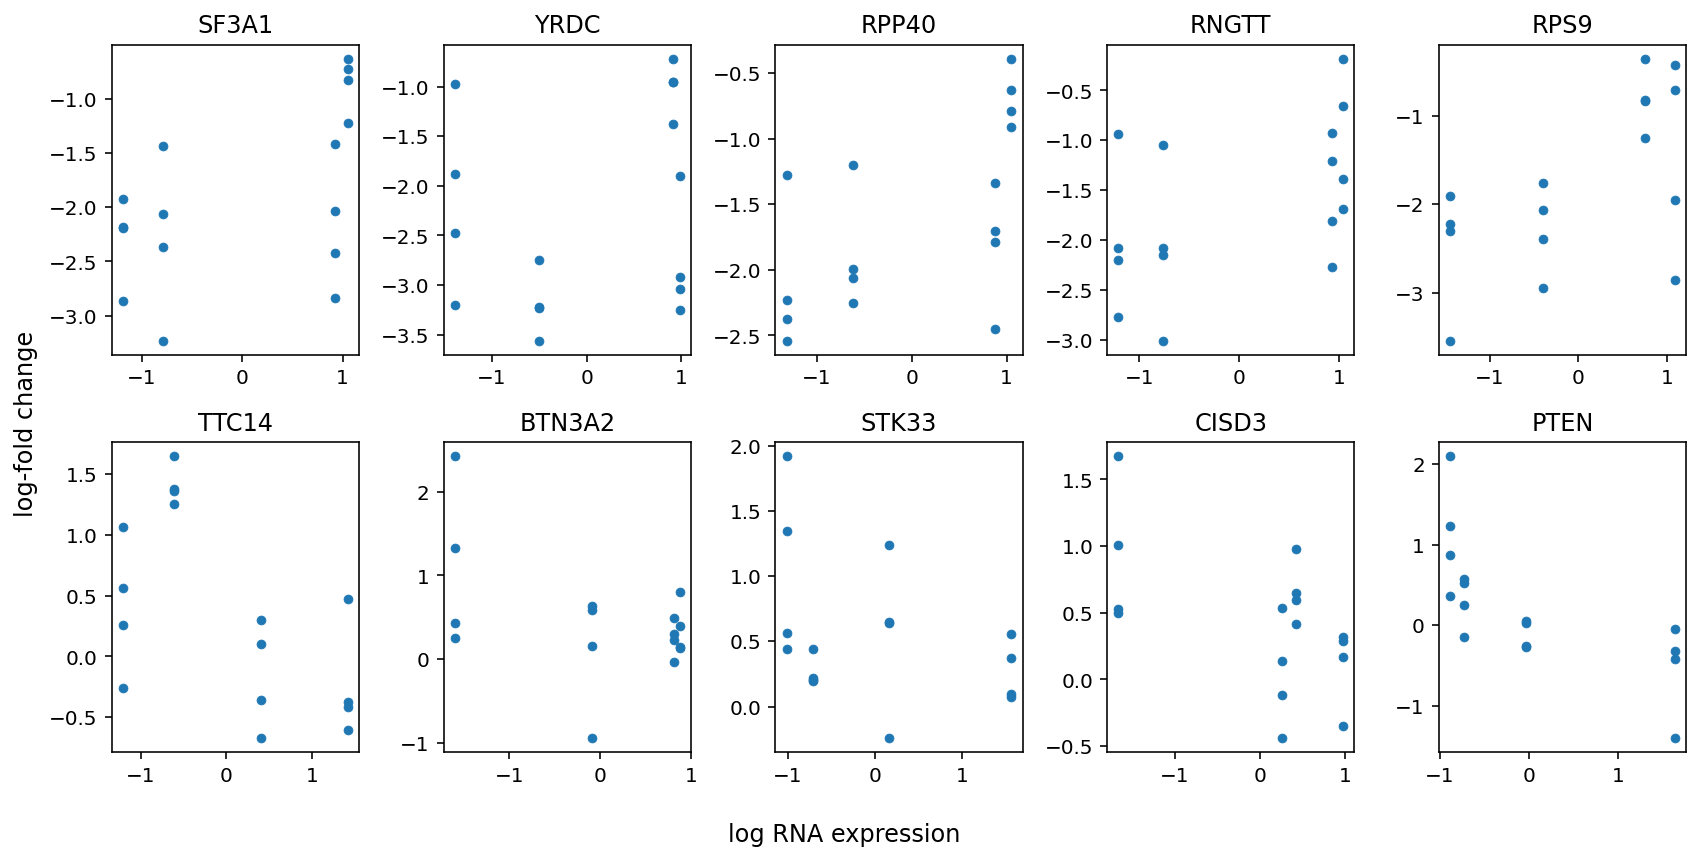 SF3A1 YRDC RPP40 RNGTT RPS9
−1.0 −1.5 −2.0 −2.5 −3.0
−1 0 1
−1.0 −1.5 −2.0 −2.5 −3.0 −3.5
−1 0 1
−0.5 −1.0 −1.5 −2.0 −2.5
−1 0 1
−0.5 −1.0 −1.5 −2.0 −2.5 −3.0
−1 0 1
−1 −2 −3
−1 0 1
log-fold change
TTC14 BTN3A2 STK33 CISD3 PTEN
1.5 1.0 0.5 0.0 −0.5
−1 0 1
2 1 0 −1
−1 0 1
2.0 1.5 1.0 0.5 0.0
−1 0 1
1.5 1.0 0.5 0.0 −0.5
−1 0 1
2 1 0 −1
−1 0 1
log RNA expression